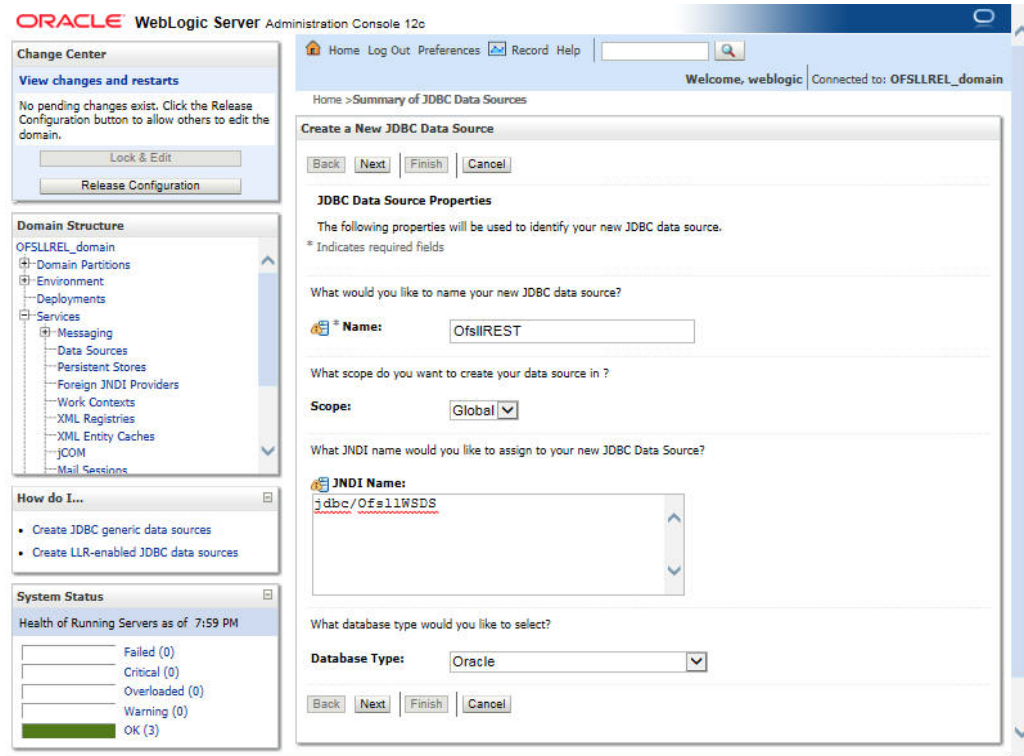 ORACLE WebLogic Server Administration Console 12c
Change Center
View changes and restarts
No pending changes exist. Click the Release
Configuration button to allow others to edit the
domain.
Lock & Edit
Release Configuration
Domain Structure
OFSLLREL_domain
Domain Partitions
Environment
Deployments
Services
Messaging
Data Sources
Persistent Stores
Foreign JNDI Providers
Work Contexts
XML Registries
XML Entity Caches
jCOM
Mail Sessions
How do I...
Create JDBC generic data sources
Create LLR-enabled JDBC data sources
System Status
Health of Running Servers as of 7:59 PM
Failed (0)
Critical (0)
Overloaded (0)
Warning (0)
OK (3)
Home Log Out Preferences Record Help
Welcome, weblogic Connected to: OFSLLREL_domain
Home >Summary of JDBC Data Sources
Create a New JDBC Data Source
Back Next Finish Cancel
JDBC Data Source Properties
The following properties will be used to identify your new JDBC data source.
* Indicates required fields
What would you like to name your new JDBC data source?
* Name: OfsllREST
What scope do you want to create your data source in ?
Scope: Global
What JNDI name would you like to assign to your new JDBC Data Source?
JNDI Name:
jdbc/OfsllWSDS
What database type would you like to select?
Database Type: Oracle
Back Next Finish Cancel